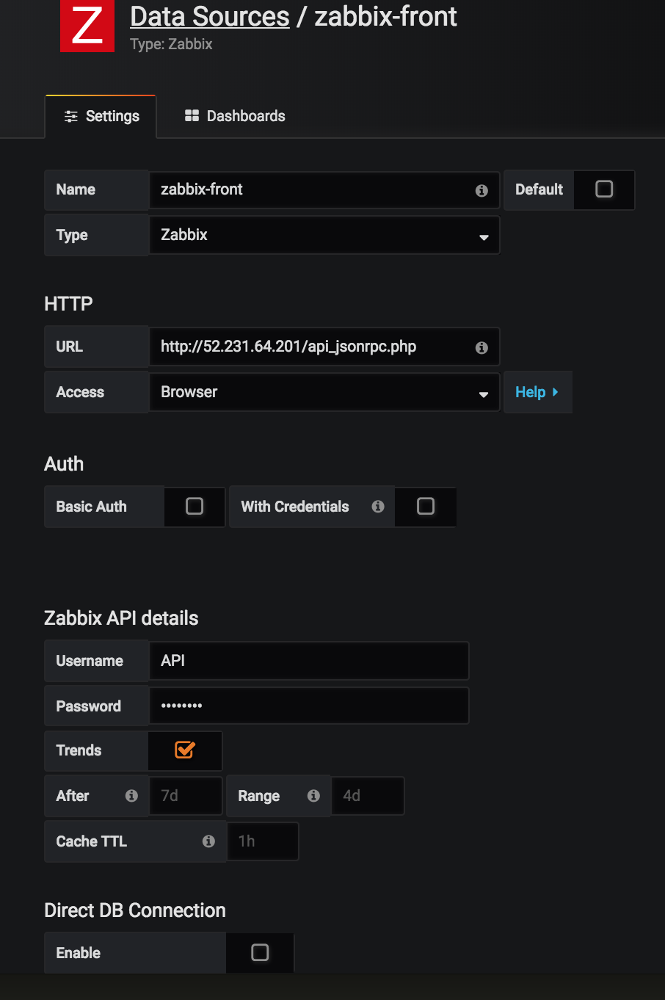 Z
Data Sources / zabbix-front
Type: Zabbix
Settings
Dashboards
Name
zabbix-front
Default
Type
Zabbix
HTTP
URL
http://52.231.64.201/api_jsonrpc.php
Access
Browser
Help
Auth
Basic Auth
With Credentials
Zabbix API details
Username
API
Password
••••••••
Trends
After
7d
Range
4d
Cache TTL
1h
Direct DB Connection
Enable